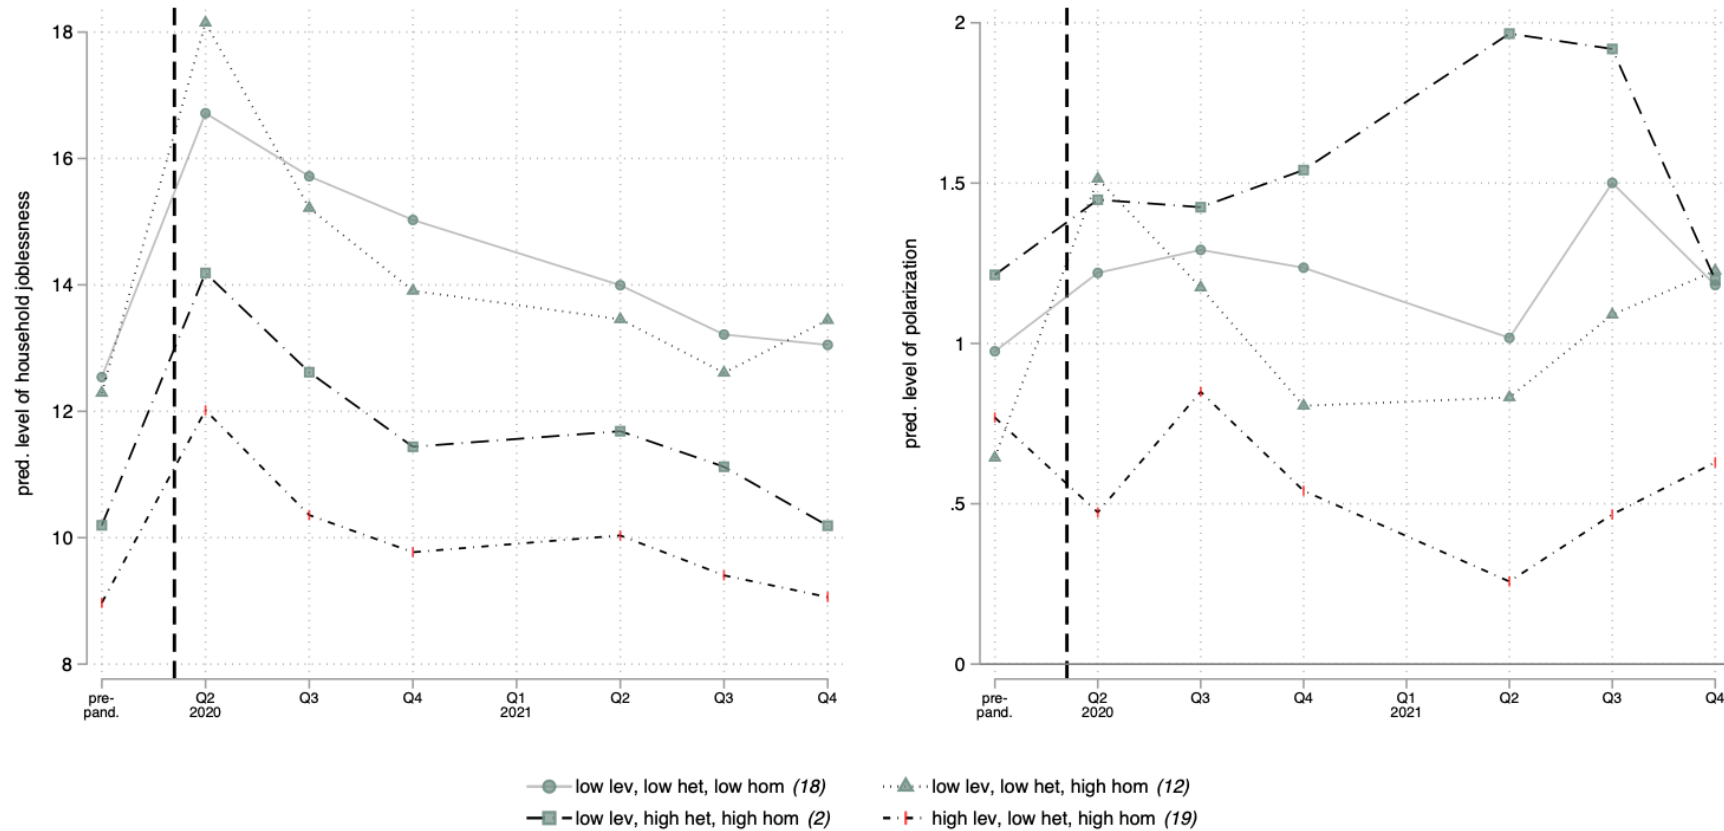 pred. level of household joblessness
18
16
14
12
10
8
pre-
pand.
Q2
2020
Q3
Q4
Q1
2021
Q2
Q3
Q4
pred. level of polarization
2
1.5
1
.5
0
pre-
pand.
Q2
2020
Q3
Q4
Q1
2021
Q2
Q3
Q4
low lev, low het, low hom (18)
low lev, low het, high hom (12)
low lev, high het, high hom (2)
high lev, low het, high hom (19)